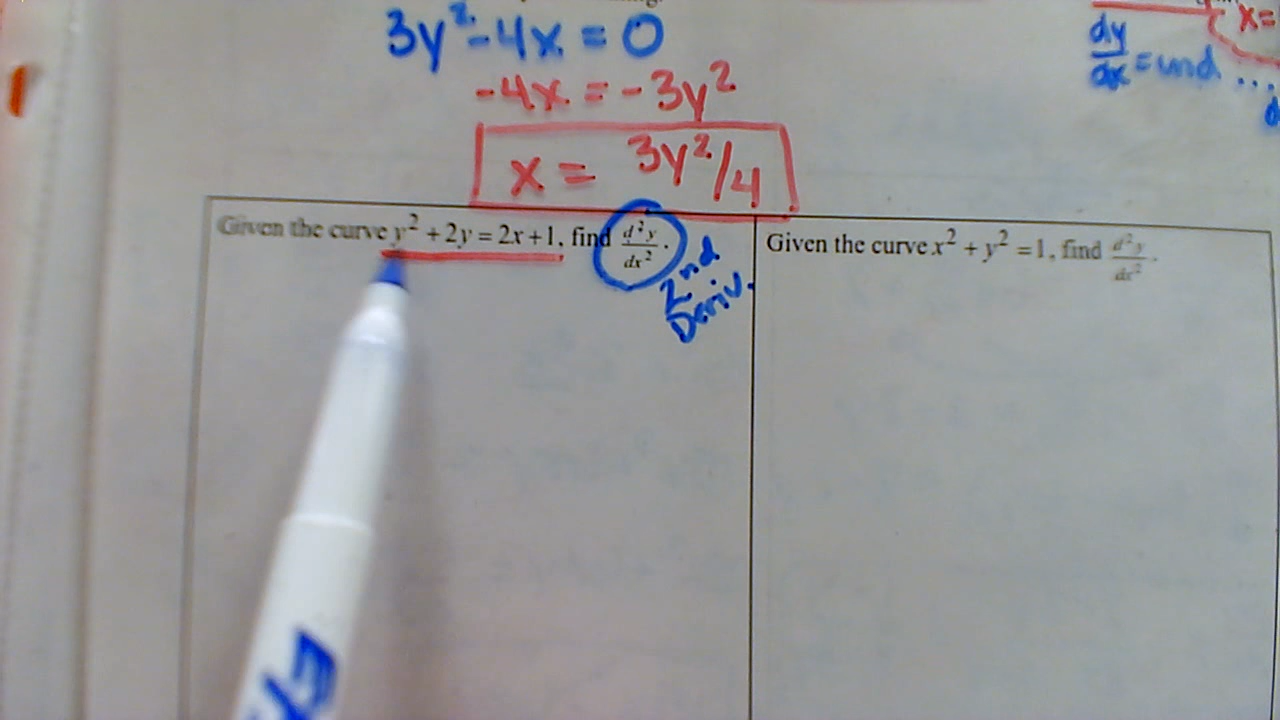 3y² - 4x = 0
-4x = -3y²
x = 3y²/4
dy/dx = und...
x =
Given the curve y² + 2y = 2x + 1, find d²y/dx².
2nd
Deriv.
Given the curve x² + y² = 1, find d²y/dx².